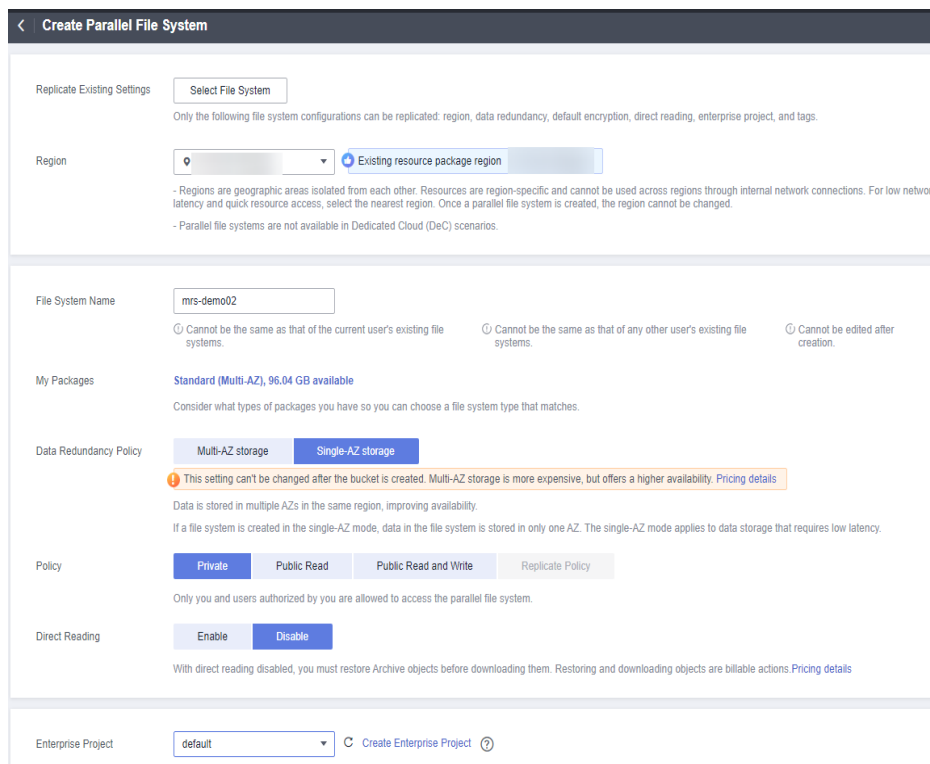 Create Parallel File System
Replicate Existing Settings
Select File System
Only the following file system configurations can be replicated: region, data redundancy, default encryption, direct reading, enterprise project, and tags.
Region
Existing resource package region
- Regions are geographic areas isolated from each other. Resources are region-specific and cannot be used across regions through internal network connections. For low
latency and quick resource access, select the nearest region. Once a parallel file system is created, the region cannot be changed.
- Parallel file systems are not available in Dedicated Cloud (DeC) scenarios.
File System Name
mrs-demo02
Cannot be the same as that of the current user's existing file
systems.
Cannot be the same as that of any other user's existing file
systems.
Cannot be edited after
creation.
My Packages
Standard (Multi-AZ), 96.04 GB available
Consider what types of packages you have so you can choose a file system type that matches.
Data Redundancy Policy
Multi-AZ storage
Single-AZ storage
This setting can't be changed after the bucket is created. Multi-AZ storage is more expensive, but offers a higher availability. Pricing details
Data is stored in multiple AZs in the same region, improving availability.
If a file system is created in the single-AZ mode, data in the file system is stored in only one AZ. The single-AZ mode applies to data storage that requires low latency.
Policy
Private
Public Read
Public Read and Write
Replicate Policy
Only you and users authorized by you are allowed to access the parallel file system.
Direct Reading
Enable
Disable
With direct reading disabled, you must restore Archive objects before downloading them. Restoring and downloading objects are billable actions.Pricing details
Enterprise Project
default
Create Enterprise Project